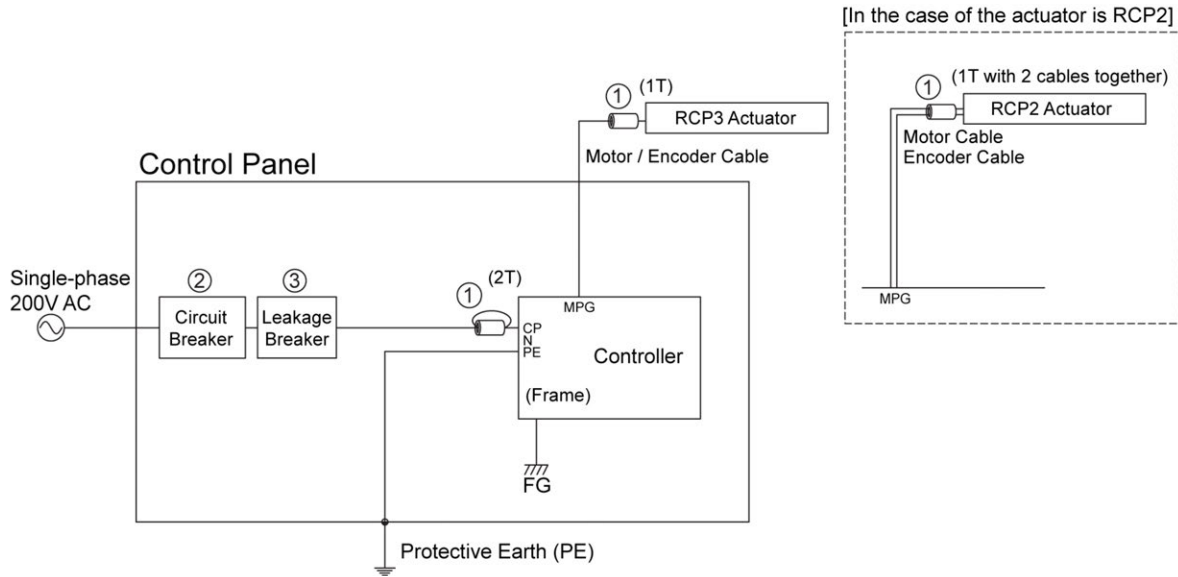 [In the case of the actuator is RCP2]
① (1T)
RCP3 Actuator
Motor / Encoder Cable
① (1T with 2 cables together)
RCP2 Actuator
Motor Cable
Encoder Cable
MPG
Control Panel
Single-phase
200V AC
②
Circuit
Breaker
③
Leakage
Breaker
① (2T)
MPG
CP
N
PE
Controller
(Frame)
FG
Protective Earth (PE)